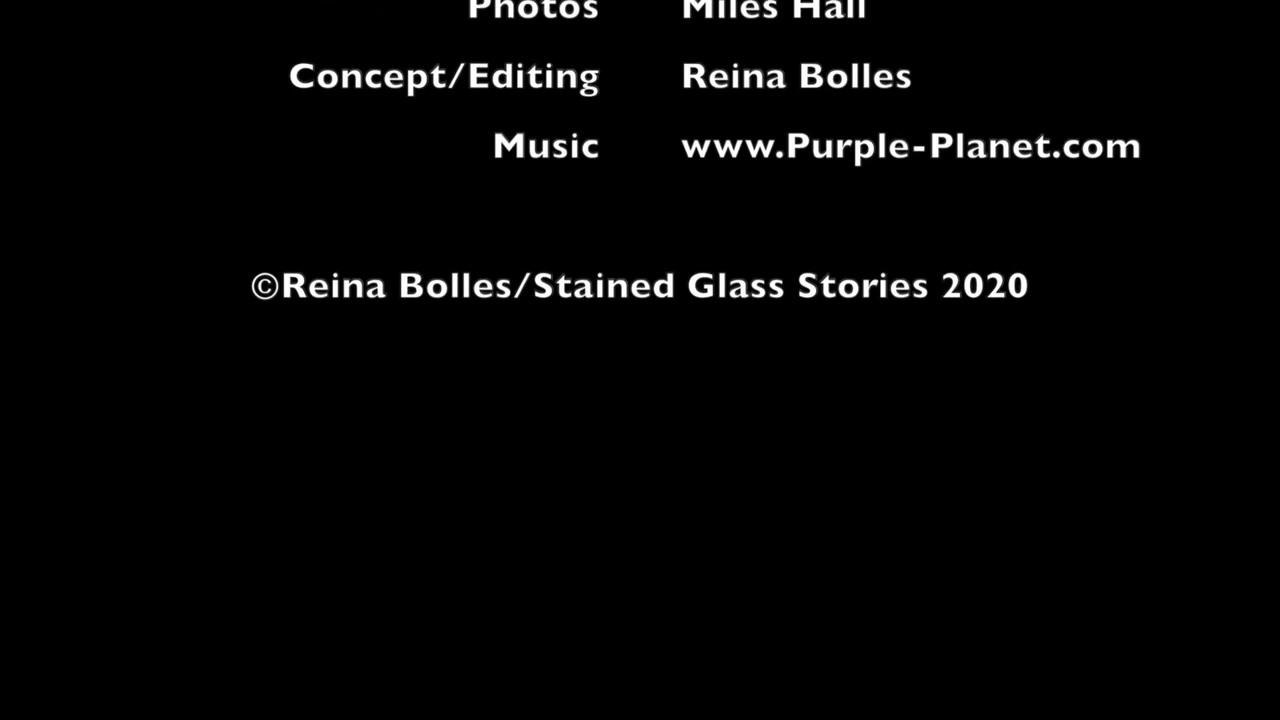 Photos Miles Hall
Concept/Editing Reina Bolles
Music www.Purple-Planet.com
©Reina Bolles/Stained Glass Stories 2020